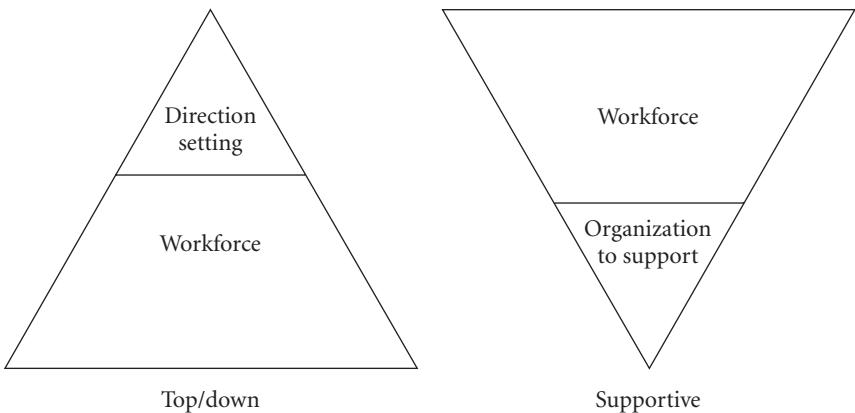 Direction
setting
Workforce
Top/down
Workforce
Organization
to support
Supportive